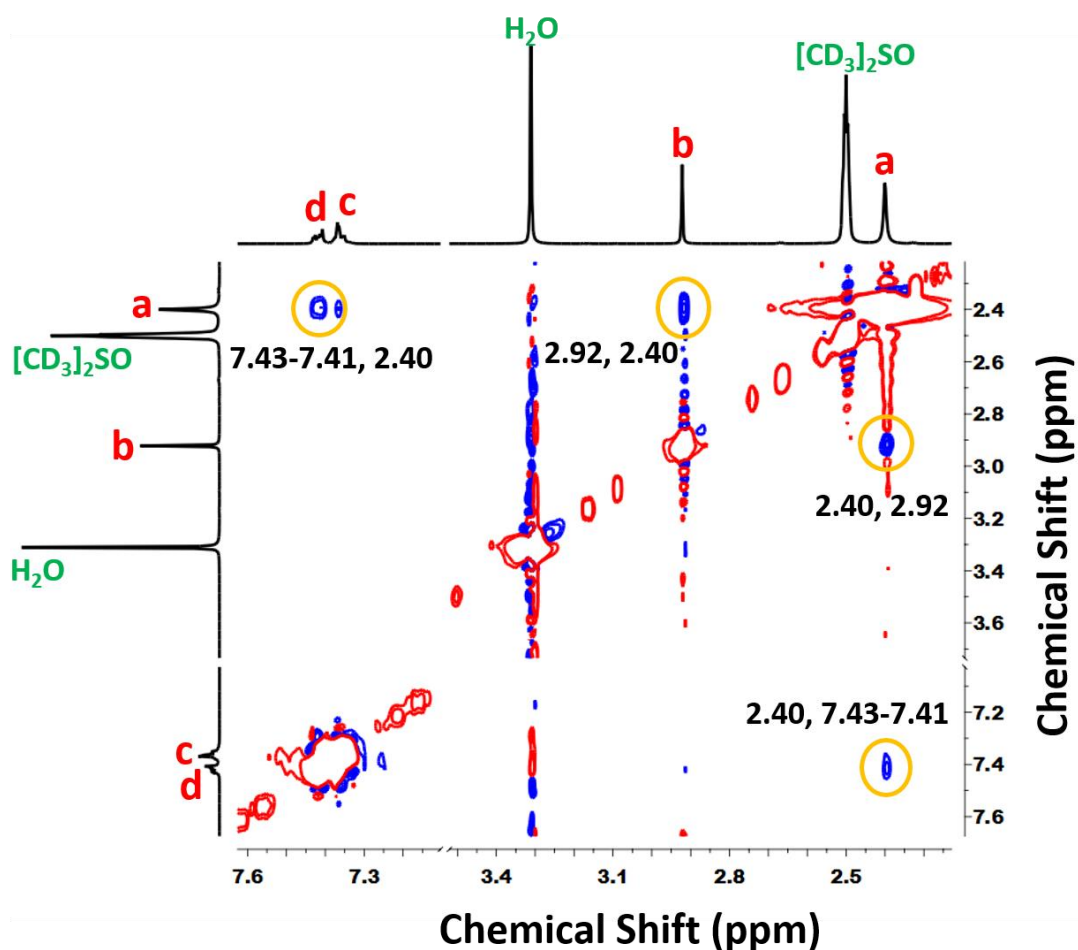 H₂O
[CD₃]₂SO
b
a
d c
a
2.4
[CD₃]₂SO
7.43-7.41, 2.40
2.92, 2.40
2.6
2.8
b
3.0
2.40, 2.92
3.2
H₂O
3.4
3.6
2.40, 7.43-7.41
7.2
c
7.4
d
7.6
Chemical Shift (ppm)
7.6 7.3 3.4 3.1 2.8 2.5
Chemical Shift (ppm)